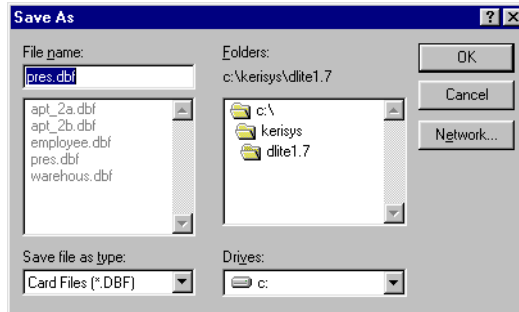 Save As
File name:
pres.dbf
apt_2a.dbf
apt_2b.dbf
employee.dbf
pres.dbf
warehous.dbf
Save file as type:
Card Files (*.DBF)
Folders:
c:\kerisys\dlite1.7
c:\
kerisys
dlite1.7
Drives:
c:
OK
Cancel
Network...